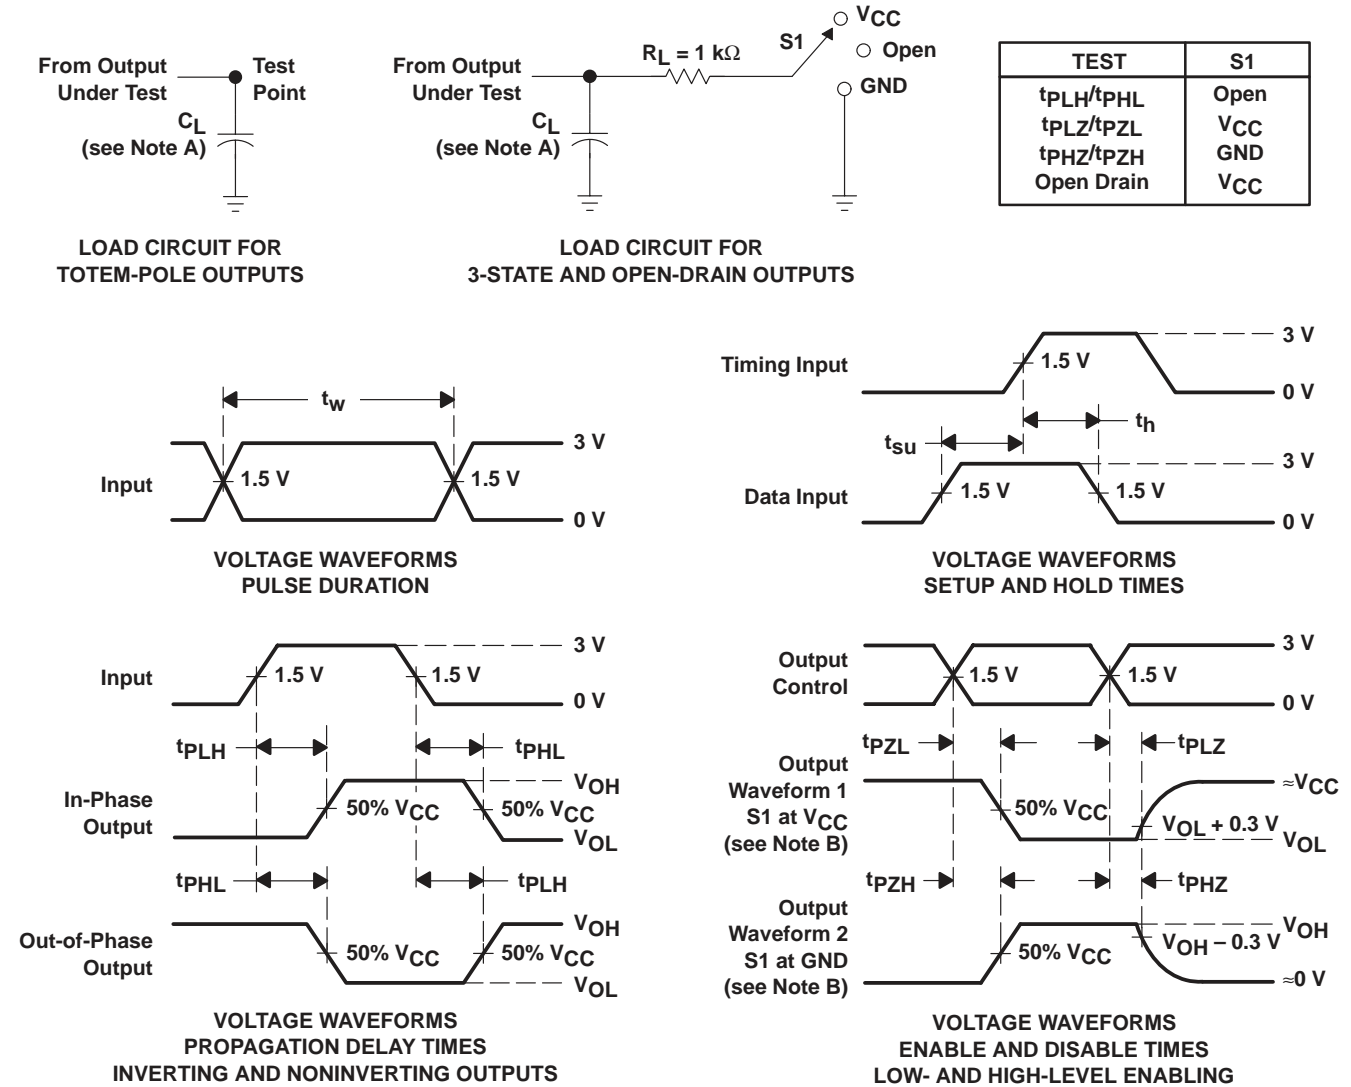 From Output
Under Test
Test
Point
CL
(see Note A)
LOAD CIRCUIT FOR
TOTEM-POLE OUTPUTS
From Output
Under Test
CL
(see Note A)
RL = 1 kΩ
S1
VCC
Open
GND
LOAD CIRCUIT FOR
3-STATE AND OPEN-DRAIN OUTPUTS
TEST S1
tPLH/tPHL Open
tPLZ/tPZL VCC
tPHZ/tPZH GND
Open Drain VCC
tw
Input
1.5 V
1.5 V
3 V
0 V
VOLTAGE WAVEFORMS
PULSE DURATION
Timing Input
1.5 V
3 V
0 V
tsu
th
Data Input
1.5 V
1.5 V
3 V
0 V
VOLTAGE WAVEFORMS
SETUP AND HOLD TIMES
Input
1.5 V
1.5 V
3 V
0 V
tPLH
tPHL
In-Phase
Output
50% VCC
50% VCC
VOH
VOL
tPHL
tPLH
Out-of-Phase
Output
50% VCC
50% VCC
VOH
VOL
VOLTAGE WAVEFORMS
PROPAGATION DELAY TIMES
INVERTING AND NONINVERTING OUTPUTS
Output
Control
1.5 V
1.5 V
3 V
0 V
tPZL
tPLZ
Output
Waveform 1
S1 at VCC
(see Note B)
50% VCC
VOL + 0.3 V
≈VCC
VOL
tPZH
tPHZ
Output
Waveform 2
S1 at GND
(see Note B)
50% VCC
VOH – 0.3 V
VOH
≈0 V
VOLTAGE WAVEFORMS
ENABLE AND DISABLE TIMES
LOW- AND HIGH-LEVEL ENABLING